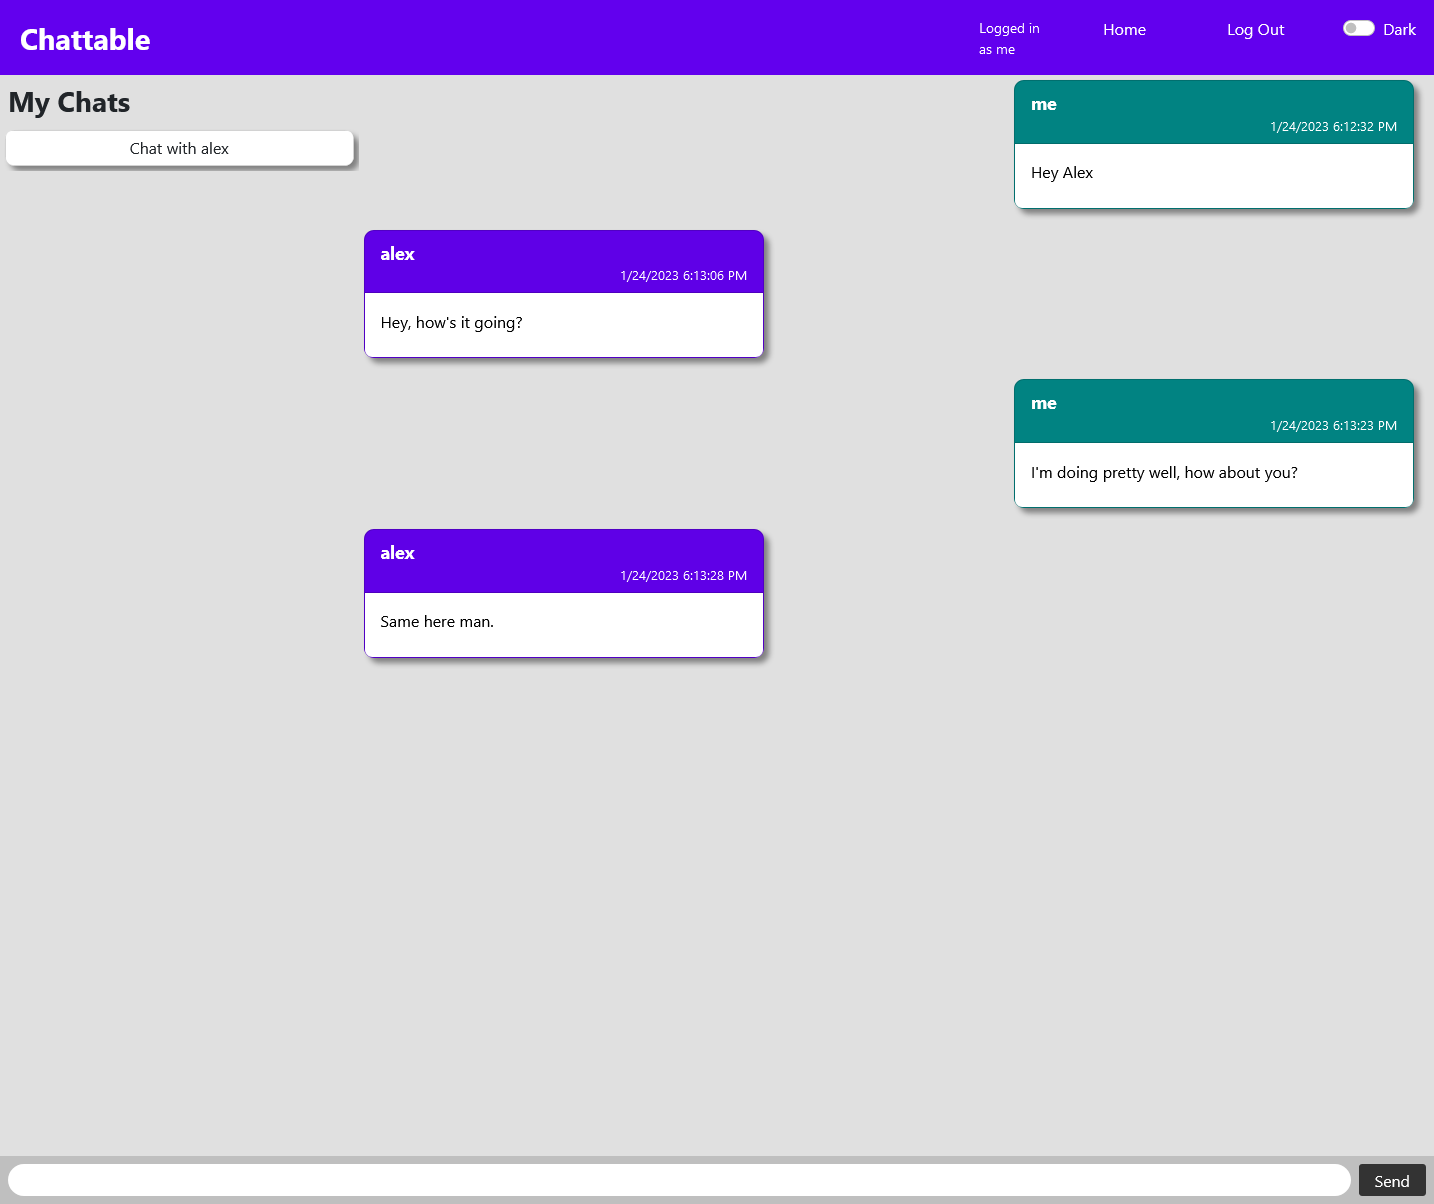 Chattable
Logged in
as me
Home
Log Out
Dark
My Chats
Chat with alex
me
1/24/2023 6:12:32 PM
Hey Alex
alex
1/24/2023 6:13:06 PM
Hey, how's it going?
me
1/24/2023 6:13:23 PM
I'm doing pretty well, how about you?
alex
1/24/2023 6:13:28 PM
Same here man.
Send